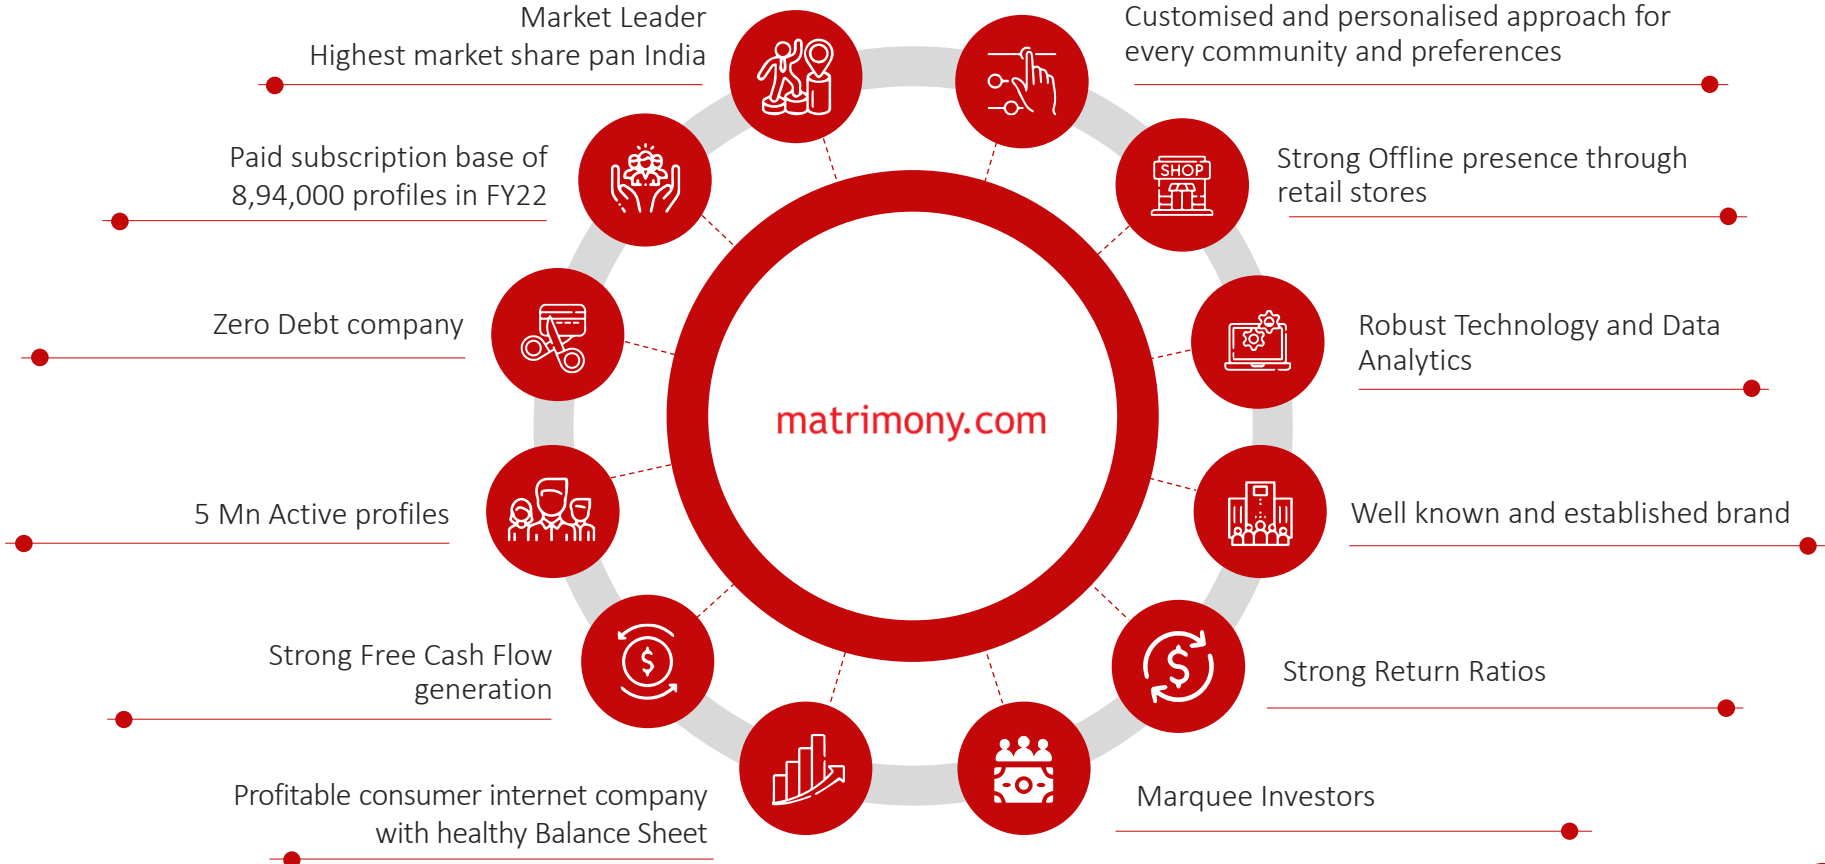 Market Leader
Highest market share pan India
Paid subscription base of
8,94,000 profiles in FY22
Zero Debt company
5 Mn Active profiles
Strong Free Cash Flow
generation
Profitable consumer internet company
with healthy Balance Sheet
matrimony.com
Customised and personalised approach for
every community and preferences
SHOP
Strong Offline presence through
retail stores
Robust Technology and Data
Analytics
Well known and established brand
$
$
Strong Return Ratios
Marquee Investors